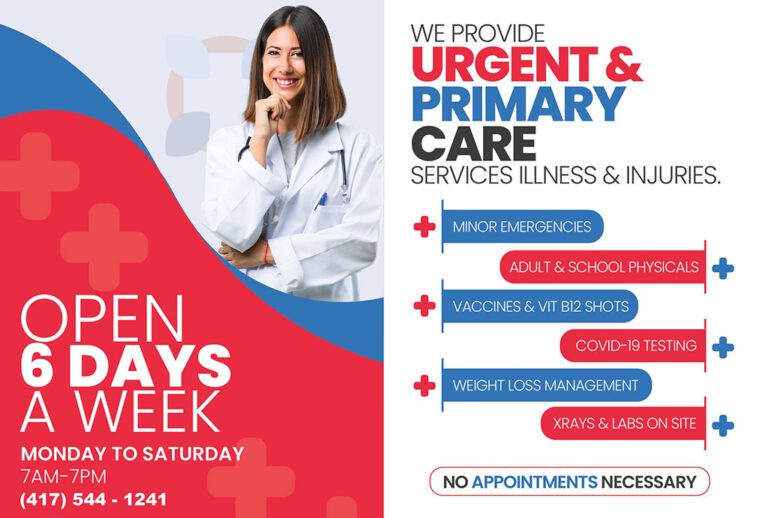 OPEN
6 DAYS
A WEEK
MONDAY TO SATURDAY
7AM-7PM
(417) 544 - 1241
WE PROVIDE
URGENT &
PRIMARY
CARE
SERVICES ILLNESS & INJURIES.
MINOR EMERGENCIES
ADULT & SCHOOL PHYSICALS
VACCINES & VIT B12 SHOTS
COVID-19 TESTING
WEIGHT LOSS MANAGEMENT
XRAYS & LABS ON SITE
NO APPOINTMENTS NECESSARY